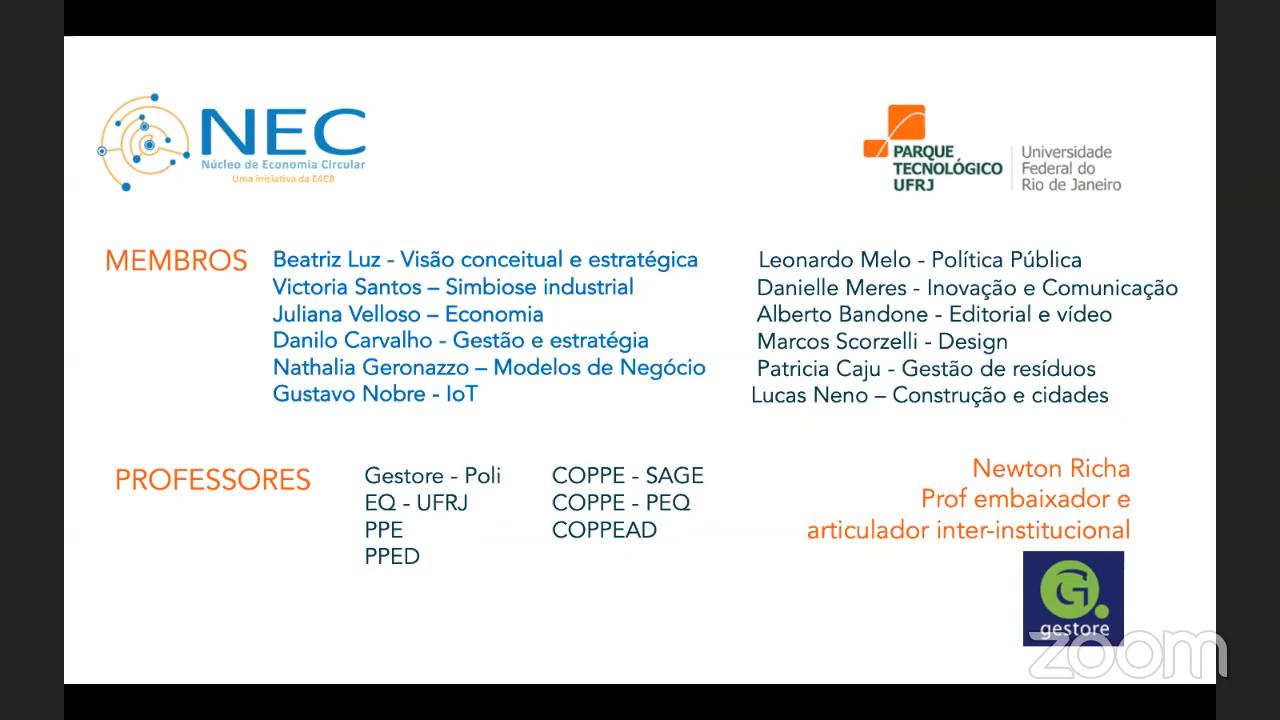 NEC
Núcleo de Economia Circular
Uma iniciativa da E4CB
PARQUE
TECNOLÓGICO
UFRJ
Universidade
Federal do
Rio de Janeiro
MEMBROS
Beatriz Luz - Visão conceitual e estratégica
Victoria Santos – Simbiose industrial
Juliana Velloso – Economia
Danilo Carvalho - Gestão e estratégia
Nathalia Geronazzo – Modelos de Negócio
Gustavo Nobre - IoT
Leonardo Melo - Política Pública
Danielle Meres - Inovação e Comunicação
Alberto Bandone - Editorial e vídeo
Marcos Scorzelli - Design
Patricia Caju - Gestão de resíduos
Lucas Neno – Construção e cidades
PROFESSORES
Gestore - Poli
EQ - UFRJ
PPE
PPED
COPPE - SAGE
COPPE - PEQ
COPPEAD
Newton Richa
Prof embaixador e
articulador inter-institucional
G.
gestore
zoom